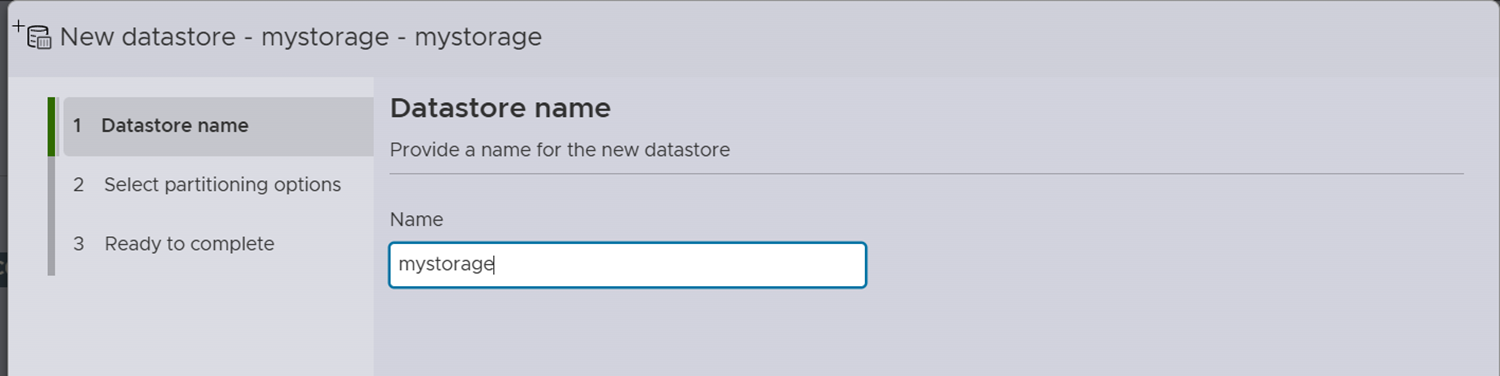 New datastore - mystorage - mystorage
1 Datastore name
2 Select partitioning options
3 Ready to complete
Datastore name
Provide a name for the new datastore
Name
mystorage